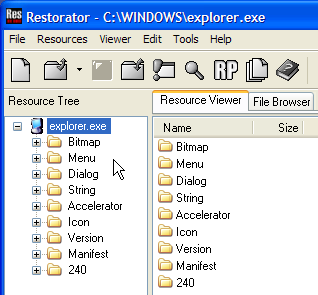 Res
Restorator - C:\WINDOWS\explorer.exe
File Resources Viewer Edit Tools Help
RP
Resource Tree
Resource Viewer File Browser
explorer.exe
Bitmap
Menu
Dialog
String
Accelerator
Icon
Version
Manifest
240
Name Size
Bitmap
Menu
Dialog
String
Accelerator
Icon
Version
Manifest
240